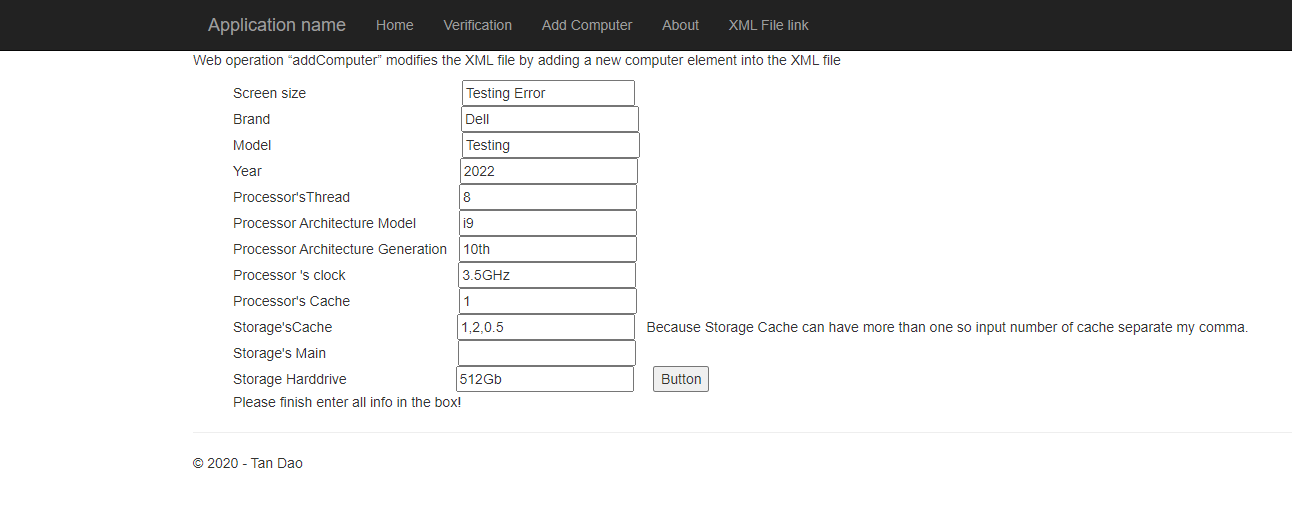 Application name Home Verification Add Computer About XML File link
Web operation “addComputer” modifies the XML file by adding a new computer element into the XML file
Screen size Testing Error
Brand Dell
Model Testing
Year 2022
Processor'sThread 8
Processor Architecture Model i9
Processor Architecture Generation 10th
Processor 's clock 3.5GHz
Processor's Cache 1
Storage'sCache 1,2,0.5 Because Storage Cache can have more than one so input number of cache separate my comma.
Storage's Main
Storage Harddrive 512Gb Button
Please finish enter all info in the box!
© 2020 - Tan Dao